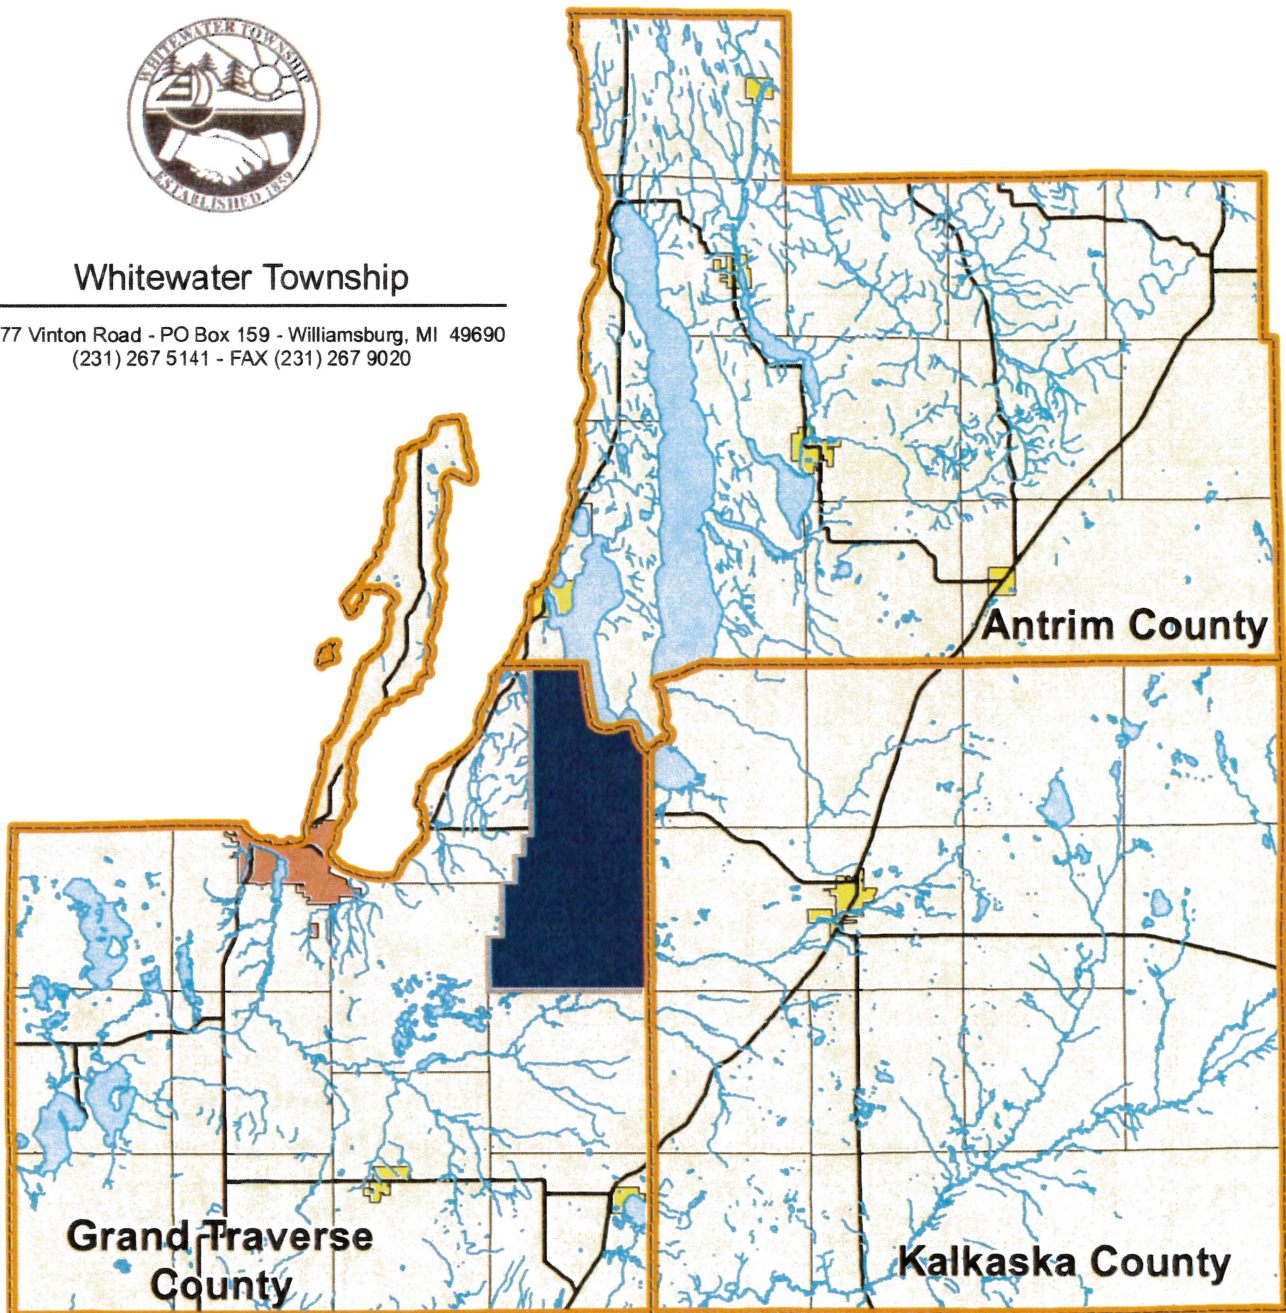 WHITEWATER TOWNSHIP
ESTABLISHED 1859
Whitewater Township
77 Vinton Road - PO Box 159 - Williamsburg, MI 49690
(231) 267 5141 - FAX (231) 267 9020
Antrim County
Grand Traverse
County
Kalkaska County